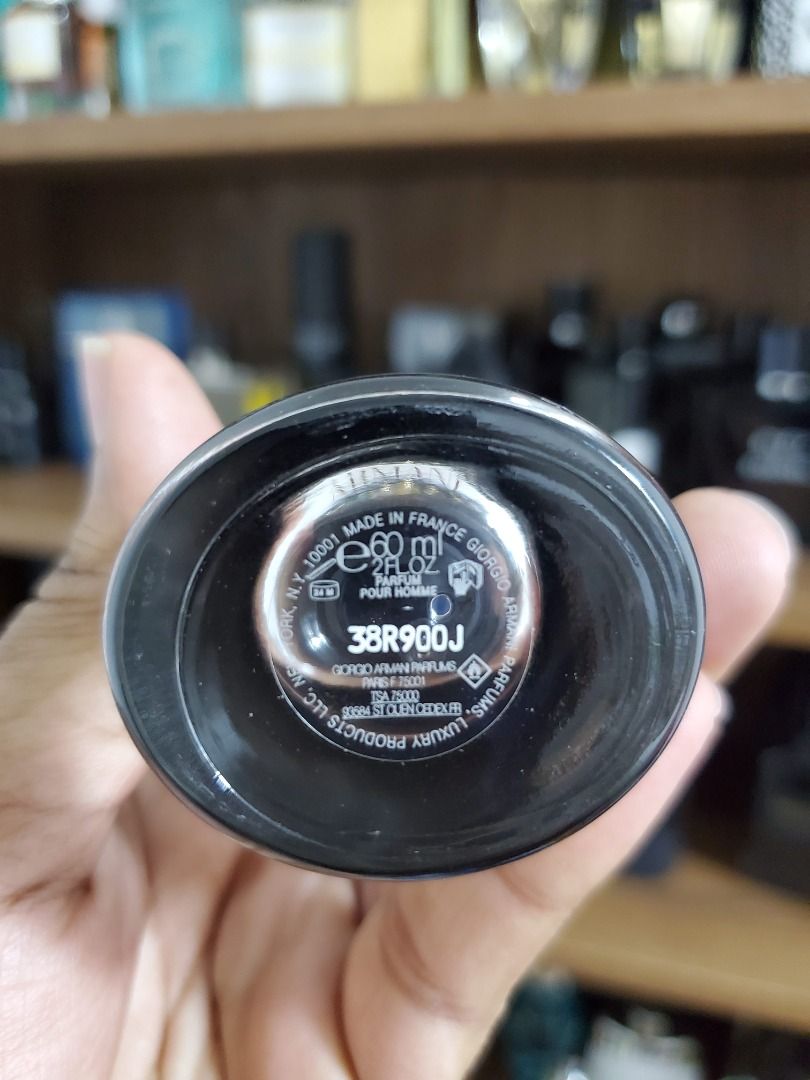 ARMANI
NEW YORK, N.Y. 10001 MADE IN FRANCE GIORGIO ARMANI PARFUMS, LUXURY PRODUCTS LLC,
e 60 ml
2 FL.OZ.
PARFUM
POUR HOMME
24 M
38R900J
GIORGIO ARMANI PARFUMS
PARIS F 75001
TSA 75000
93584 ST OUEN CEDEX FR